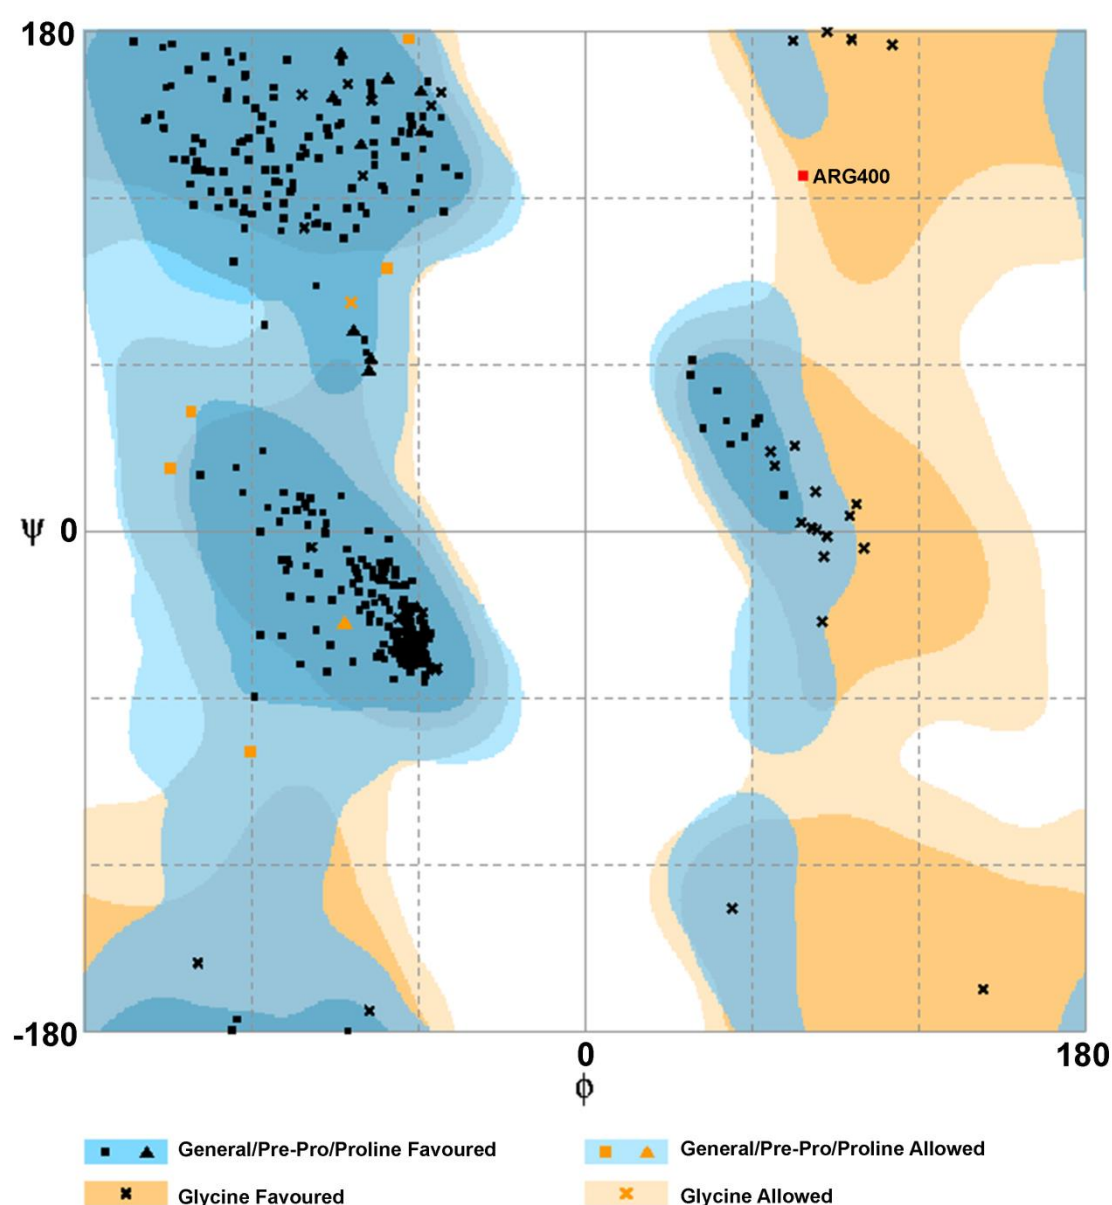 180
ARG400
ψ 0
-180
0
180
ϕ
General/Pre-Pro/Proline Favoured
General/Pre-Pro/Proline Allowed
Glycine Favoured
Glycine Allowed